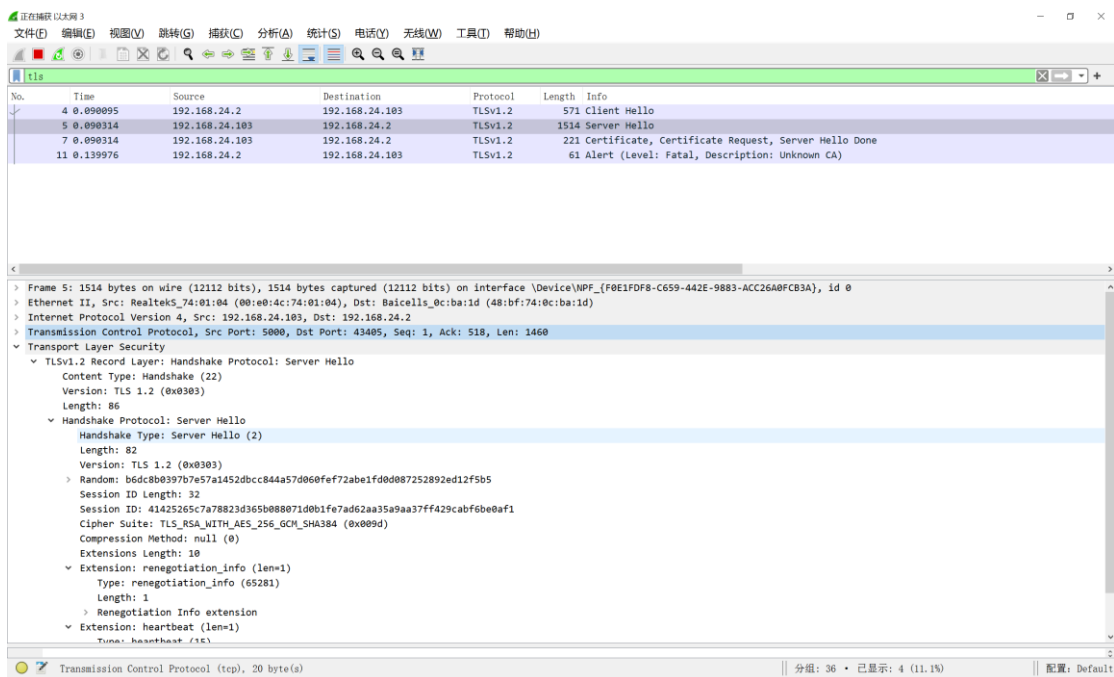 正在捕获 以太网 3
文件(F) 编辑(E) 视图(V) 跳转(G) 捕获(C) 分析(A) 统计(S) 电话(Y) 无线(W) 工具(T) 帮助(H)
tls
No. Time Source Destination Protocol Length Info
4 0.090095 192.168.24.2 192.168.24.103 TLSv1.2 571 Client Hello
5 0.090314 192.168.24.103 192.168.24.2 TLSv1.2 1514 Server Hello
7 0.090314 192.168.24.103 192.168.24.2 TLSv1.2 221 Certificate, Certificate Request, Server Hello Done
11 0.139976 192.168.24.2 192.168.24.103 TLSv1.2 61 Alert (Level: Fatal, Description: Unknown CA)
Frame 5: 1514 bytes on wire (12112 bits), 1514 bytes captured (12112 bits) on interface \Device\NPF_{F0E1FDF8-C659-442E-9883-ACC26A0FCB3A}, id 0
Ethernet II, Src: RealtekS_74:01:04 (00:e0:4c:74:01:04), Dst: Baicells_0c:ba:1d (48:bf:74:0c:ba:1d)
Internet Protocol Version 4, Src: 192.168.24.103, Dst: 192.168.24.2
Transmission Control Protocol, Src Port: 5000, Dst Port: 43405, Seq: 1, Ack: 518, Len: 1460
Transport Layer Security
TLSv1.2 Record Layer: Handshake Protocol: Server Hello
Content Type: Handshake (22)
Version: TLS 1.2 (0x0303)
Length: 86
Handshake Protocol: Server Hello
Handshake Type: Server Hello (2)
Length: 82
Version: TLS 1.2 (0x0303)
Random: b6dc8b0397b7e57a1452dbcc844a57d060fef72abe1fd0d087252892ed12f5b5
Session ID Length: 32
Session ID: 41425265c7a78823d365b088071d0b1fe7ad62aa35a9aa37ff429cabf6be0af1
Cipher Suite: TLS_RSA_WITH_AES_256_GCM_SHA384 (0x009d)
Compression Method: null (0)
Extensions Length: 10
Extension: renegotiation_info (len=1)
Type: renegotiation_info (65281)
Length: 1
Renegotiation Info extension
Extension: heartbeat (len=1)
Type: heartbeat (15)
Transmission Control Protocol (tcp), 20 byte(s) 分组: 36 • 已显示: 4 (11.1%) 配置: Default